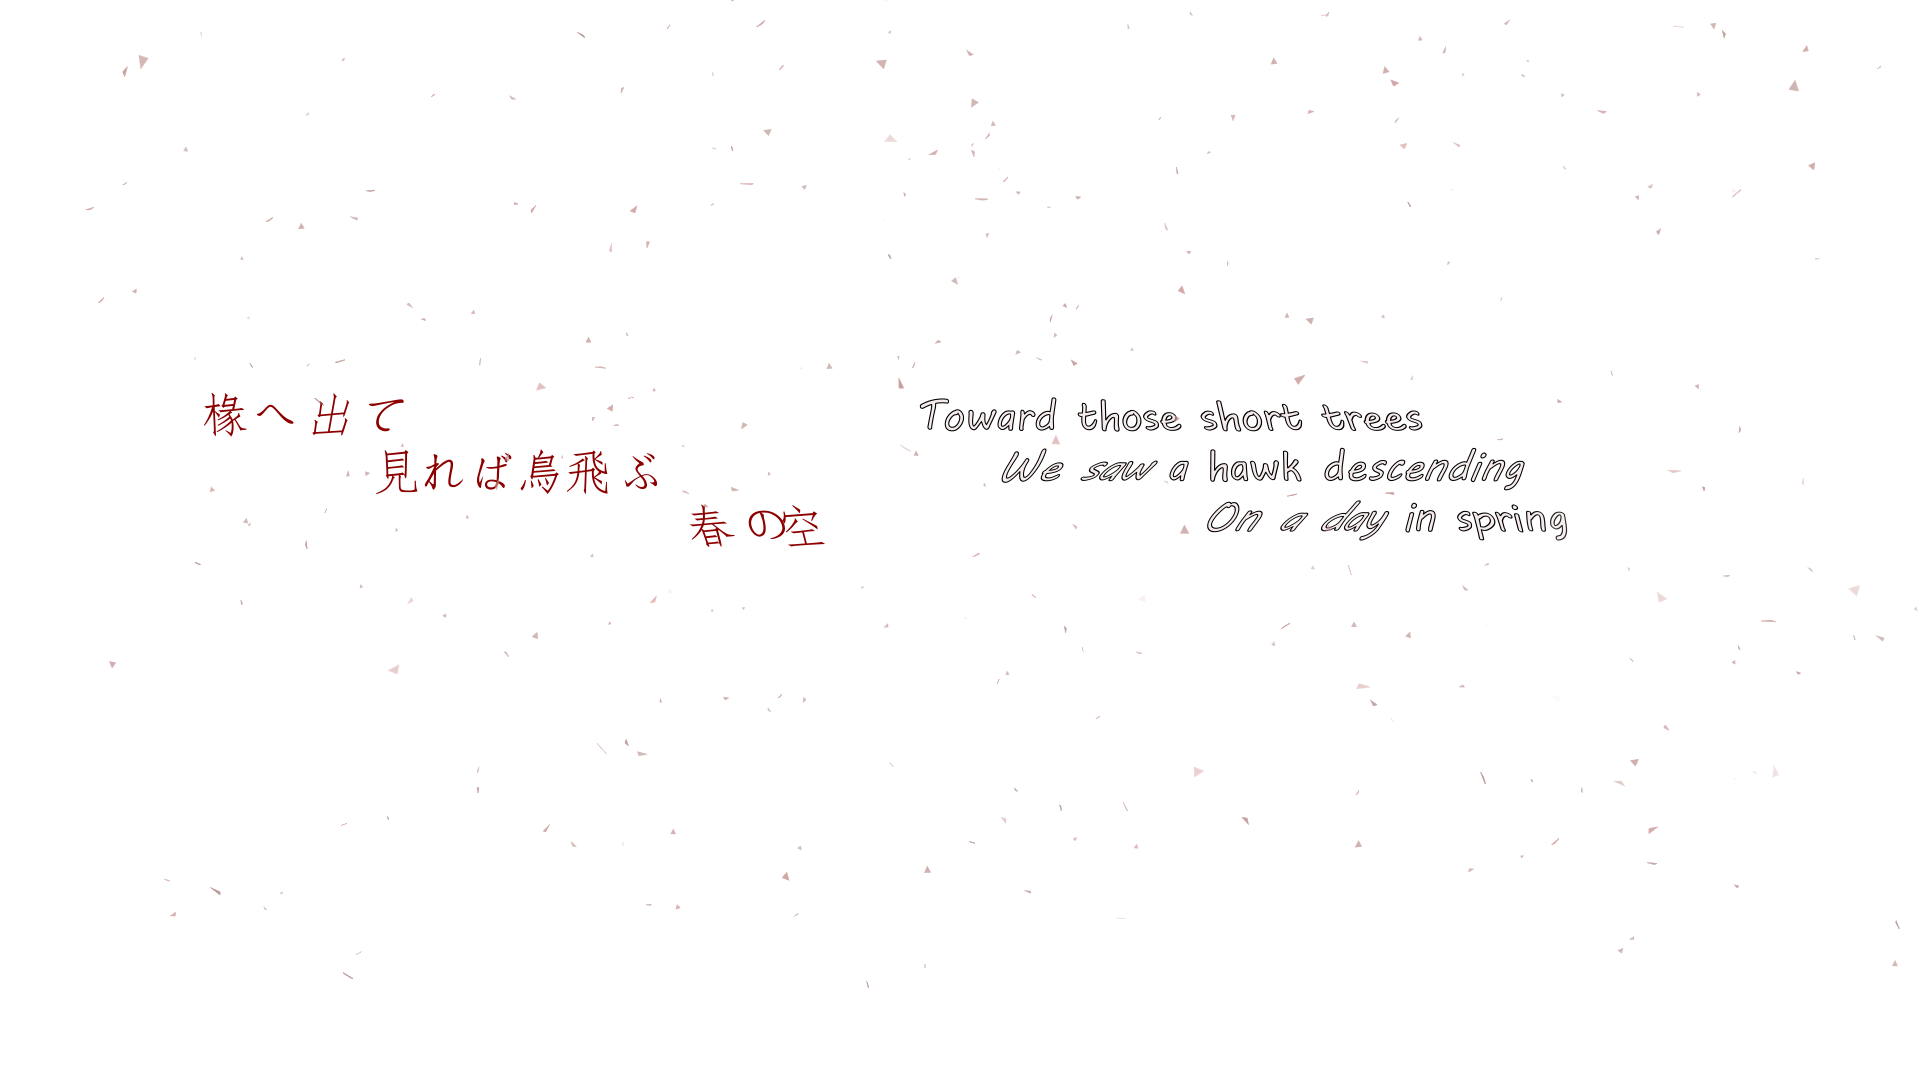 椽へ出て
見れば鳥飛ぶ
春の空
Toward those short trees
We saw a hawk descending
On a day in spring